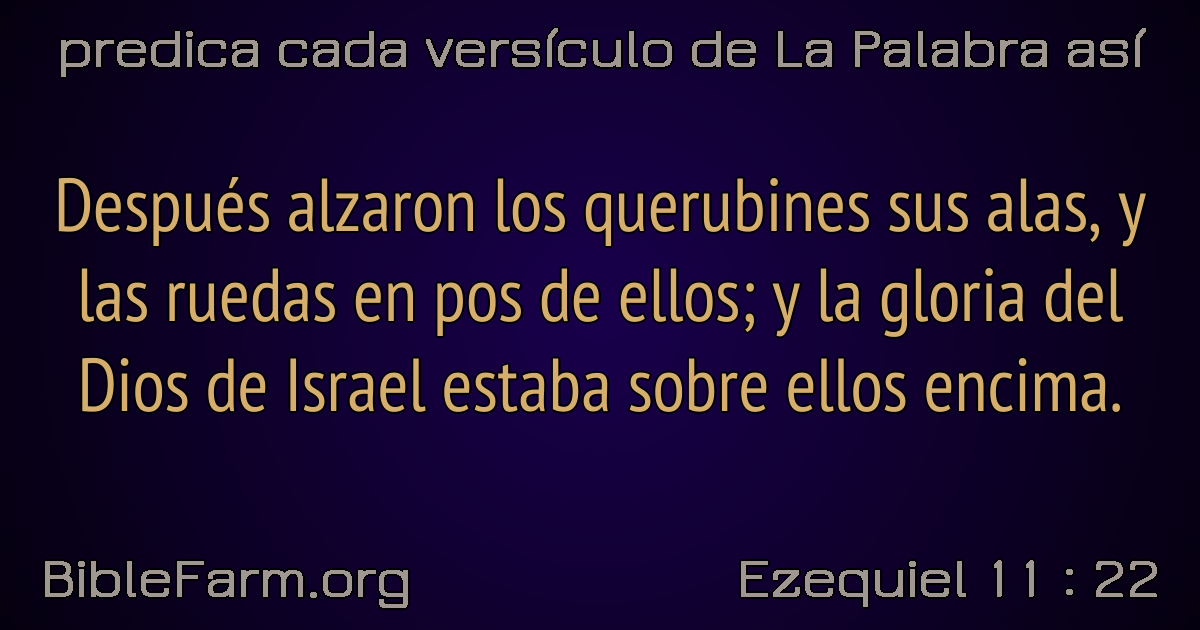 predica cada versículo de La Palabra así
Después alzaron los querubines sus alas, y
las ruedas en pos de ellos; y la gloria del
Dios de Israel estaba sobre ellos encima.
BibleFarm.org
Ezequiel 11 : 22